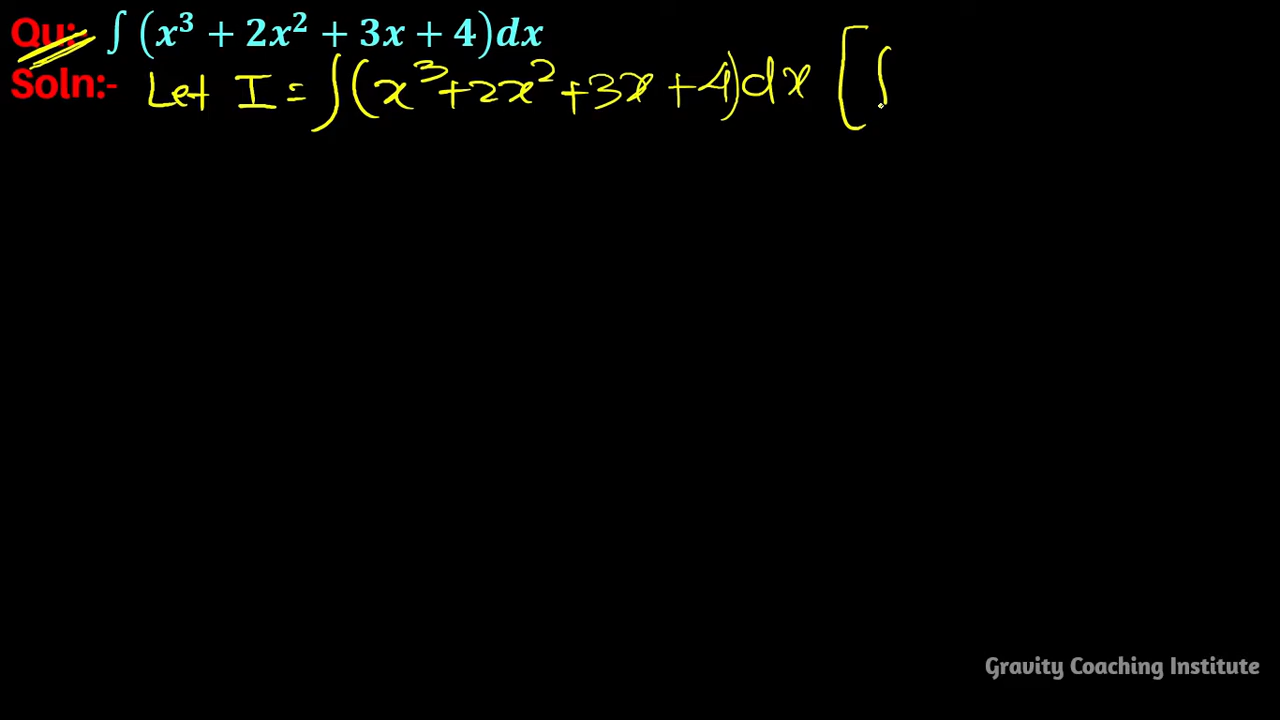 Qu:- ∫ (x³ + 2x² + 3x + 4)dx
Soln:- Let I = ∫(x³+2x²+3x+4)dx [∫
Gravity Coaching Institute